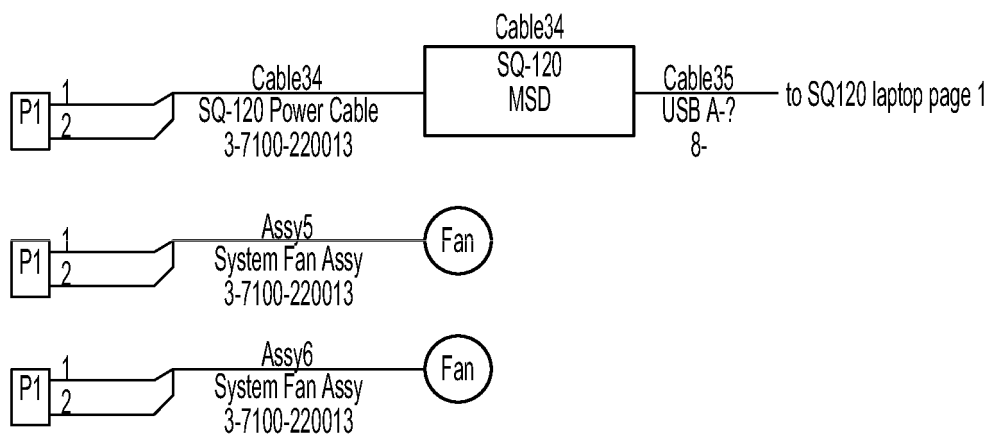 Cable34
SQ-120
MSD
P1
1
2
Cable34
SQ-120 Power Cable
3-7100-220013
Cable35
USB A-?
8-
to SQ120 laptop page 1
P1
1
2
Assy5
System Fan Assy
3-7100-220013
Fan
P1
1
2
Assy6
System Fan Assy
3-7100-220013
Fan